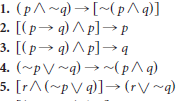 1. (p ∧ ~q) → [~(p ∧ q)]
2. [(p → q) ∧ p] → p
3. [(p → q) ∧ p] → q
4. (~p ∨ ~q) → ~(p ∧ q)
5. [r ∧ (~p ∨ q)] → (r ∨ ~q)